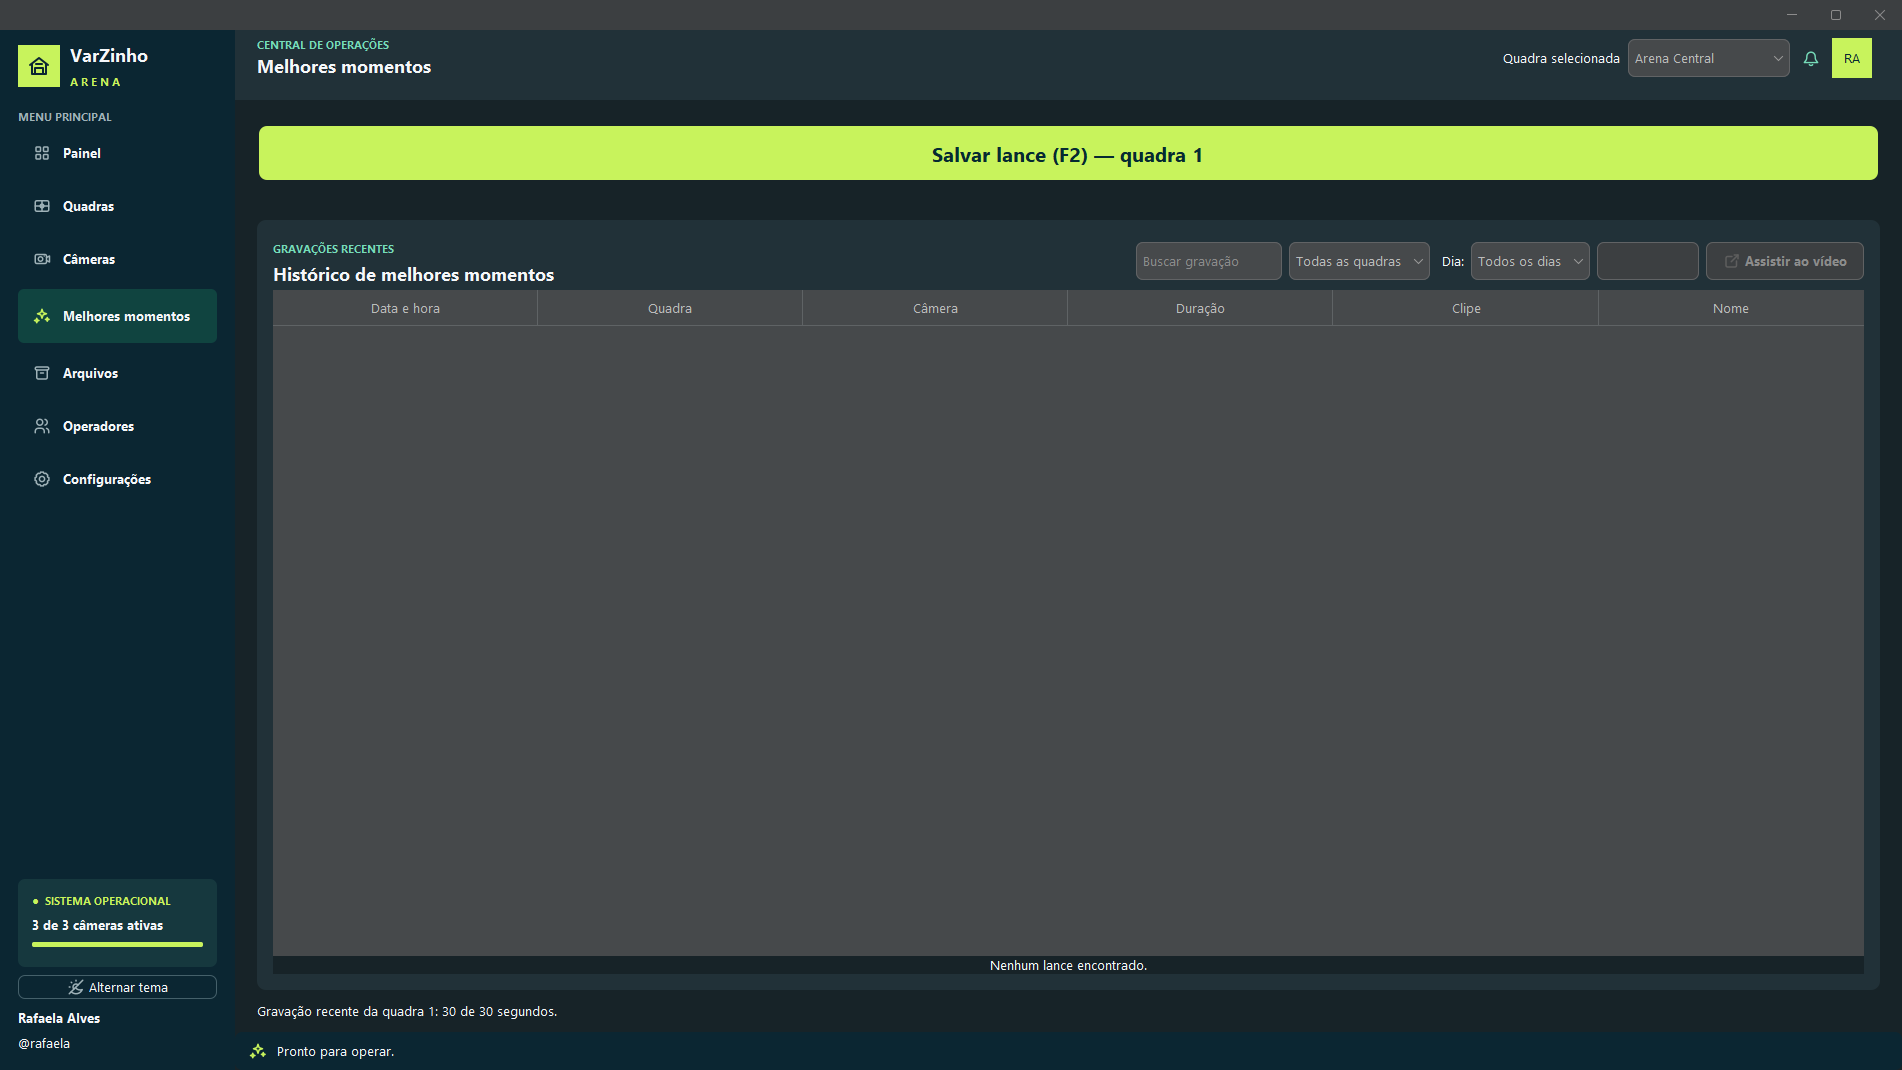 VarZinho
ARENA
MENU PRINCIPAL
Painel
Quadras
Câmeras
Melhores momentos
Arquivos
Operadores
Configurações
● SISTEMA OPERACIONAL
3 de 3 câmeras ativas
Alternar tema
Rafaela Alves
@rafaela
CENTRAL DE OPERAÇÕES
Melhores momentos
Quadra selecionada Arena Central RA
Salvar lance (F2) — quadra 1
GRAVAÇÕES RECENTES
Histórico de melhores momentos
Buscar gravação Todas as quadras Dia: Todos os dias Assistir ao vídeo
Data e hora Quadra Câmera Duração Clipe Nome
Nenhum lance encontrado.
Gravação recente da quadra 1: 30 de 30 segundos.
Pronto para operar.